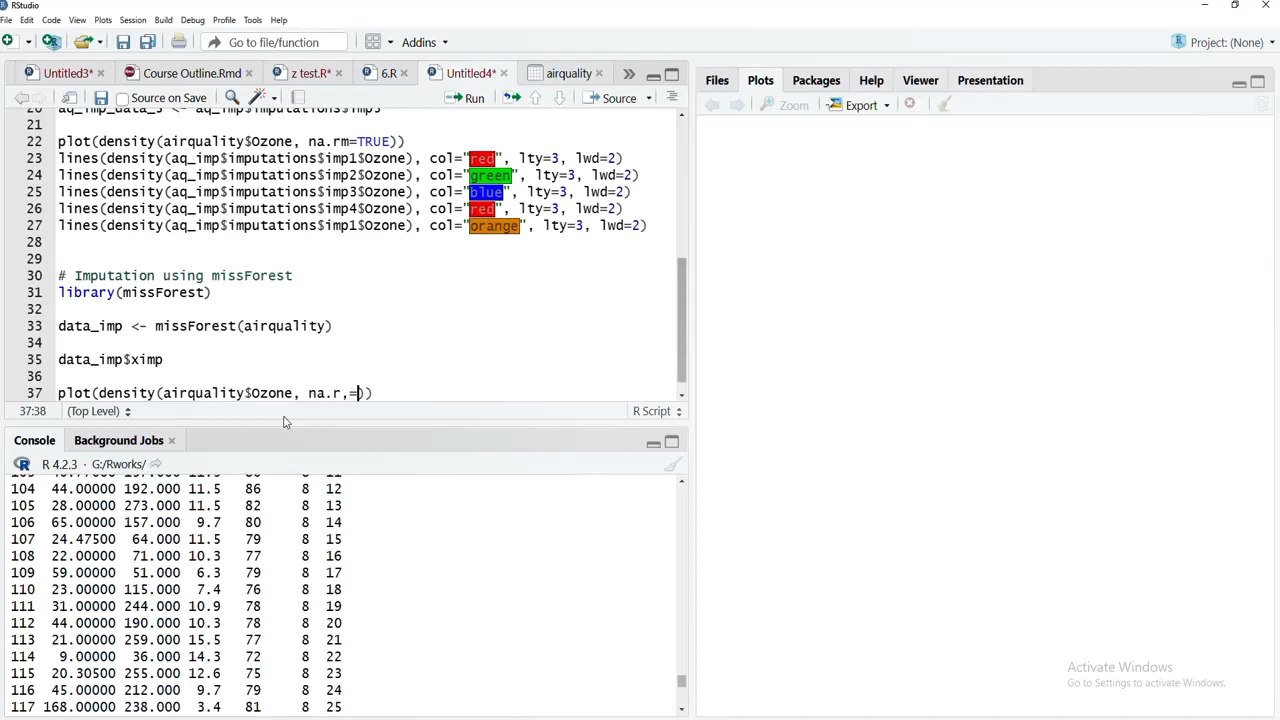 RStudio
File Edit Code View Plots Session Build Debug Profile Tools Help
Go to file/function Addins Project: (None)
Untitled3* Course Outline.Rmd z test.R* 6.R Untitled4* airquality
Source on Save Run Source
21
22 plot(density(airquality$Ozone, na.rm=TRUE))
23 lines(density(aq_imp$imputations$imp1$Ozone), col="red", lty=3, lwd=2)
24 lines(density(aq_imp$imputations$imp2$Ozone), col="green", lty=3, lwd=2)
25 lines(density(aq_imp$imputations$imp3$Ozone), col="blue", lty=3, lwd=2)
26 lines(density(aq_imp$imputations$imp4$Ozone), col="red", lty=3, lwd=2)
27 lines(density(aq_imp$imputations$imp1$Ozone), col="orange", lty=3, lwd=2)
28
29
30 # Imputation using missForest
31 library(missForest)
32
33 data_imp <- missForest(airquality)
34
35 data_imp$ximp
36
37 plot(density(airquality$Ozone, na.r,=))
37:38 (Top Level) R Script
Console Background Jobs
R 4.2.3 · G:/Rworks/
104 44.00000 192.000 11.5 86 8 12
105 28.00000 273.000 11.5 82 8 13
106 65.00000 157.000 9.7 80 8 14
107 24.47500 64.000 11.5 79 8 15
108 22.00000 71.000 10.3 77 8 16
109 59.00000 51.000 6.3 79 8 17
110 23.00000 115.000 7.4 76 8 18
111 31.00000 244.000 10.9 78 8 19
112 44.00000 190.000 10.3 78 8 20
113 21.00000 259.000 15.5 77 8 21
114 9.00000 36.000 14.3 72 8 22
115 20.30500 255.000 12.6 75 8 23
116 45.00000 212.000 9.7 79 8 24
117 168.00000 238.000 3.4 81 8 25
Files Plots Packages Help Viewer Presentation
Zoom Export
Activate Windows
Go to Settings to activate Windows.